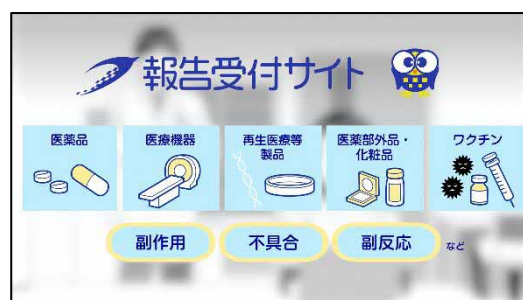 報告受付サイト
医薬品
医療機器
再生医療等
製品
医薬部外品・
化粧品
ワクチン
副作用
不具合
副反応
など